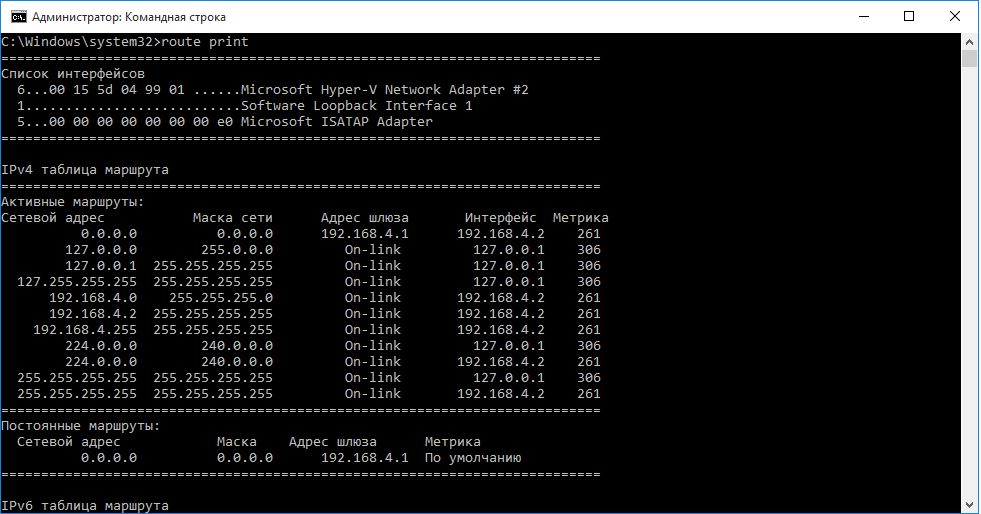 Администратор: Командная строка
C:\Windows\system32>route print
===========================================================================
Список интерфейсов
  6...00 15 5d 04 99 01 ......Microsoft Hyper-V Network Adapter #2
  1...........................Software Loopback Interface 1
  5...00 00 00 00 00 00 00 e0 Microsoft ISATAP Adapter
===========================================================================
IPv4 таблица маршрута
===========================================================================
Активные маршруты:
Сетевой адрес           Маска сети      Адрес шлюза       Интерфейс  Метрика
          0.0.0.0          0.0.0.0      192.168.4.1      192.168.4.2    261
        127.0.0.0        255.0.0.0         On-link         127.0.0.1    306
        127.0.0.1  255.255.255.255         On-link         127.0.0.1    306
  127.255.255.255  255.255.255.255         On-link         127.0.0.1    306
      192.168.4.0    255.255.255.0         On-link       192.168.4.2    261
      192.168.4.2  255.255.255.255         On-link       192.168.4.2    261
    192.168.4.255  255.255.255.255         On-link       192.168.4.2    261
        224.0.0.0        240.0.0.0         On-link         127.0.0.1    306
        224.0.0.0        240.0.0.0         On-link       192.168.4.2    261
  255.255.255.255  255.255.255.255         On-link         127.0.0.1    306
  255.255.255.255  255.255.255.255         On-link       192.168.4.2    261
===========================================================================
Постоянные маршруты:
  Сетевой адрес            Маска    Адрес шлюза      Метрика
          0.0.0.0          0.0.0.0      192.168.4.1  По умолчанию
===========================================================================
IPv6 таблица маршрута